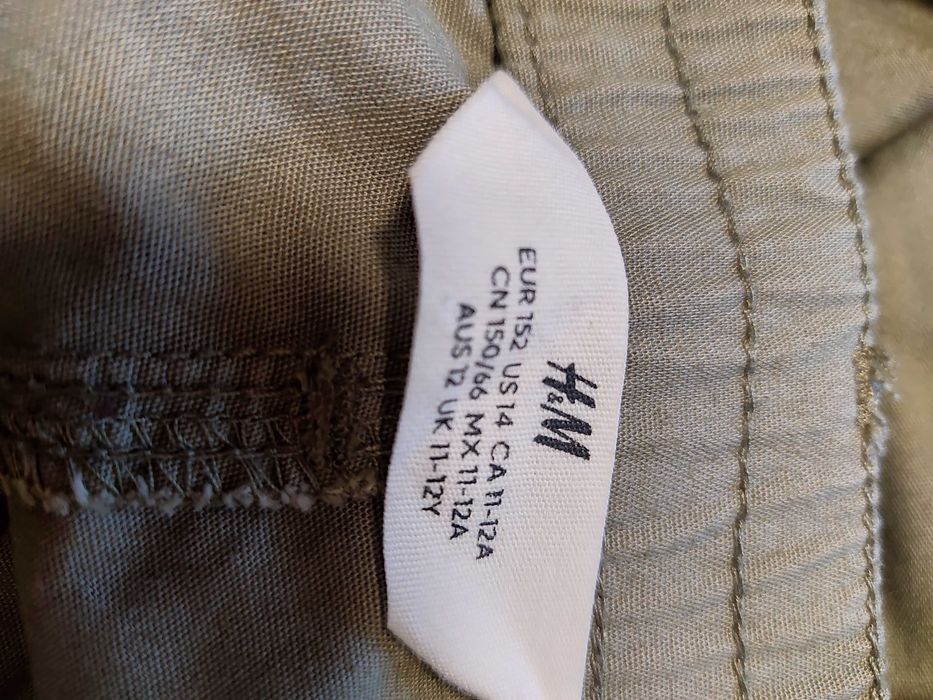 H&M
EUR 152 US 14 CA 11-12A
CN 150/66 MX 11-12A
AUS 12 UK 11-12Y